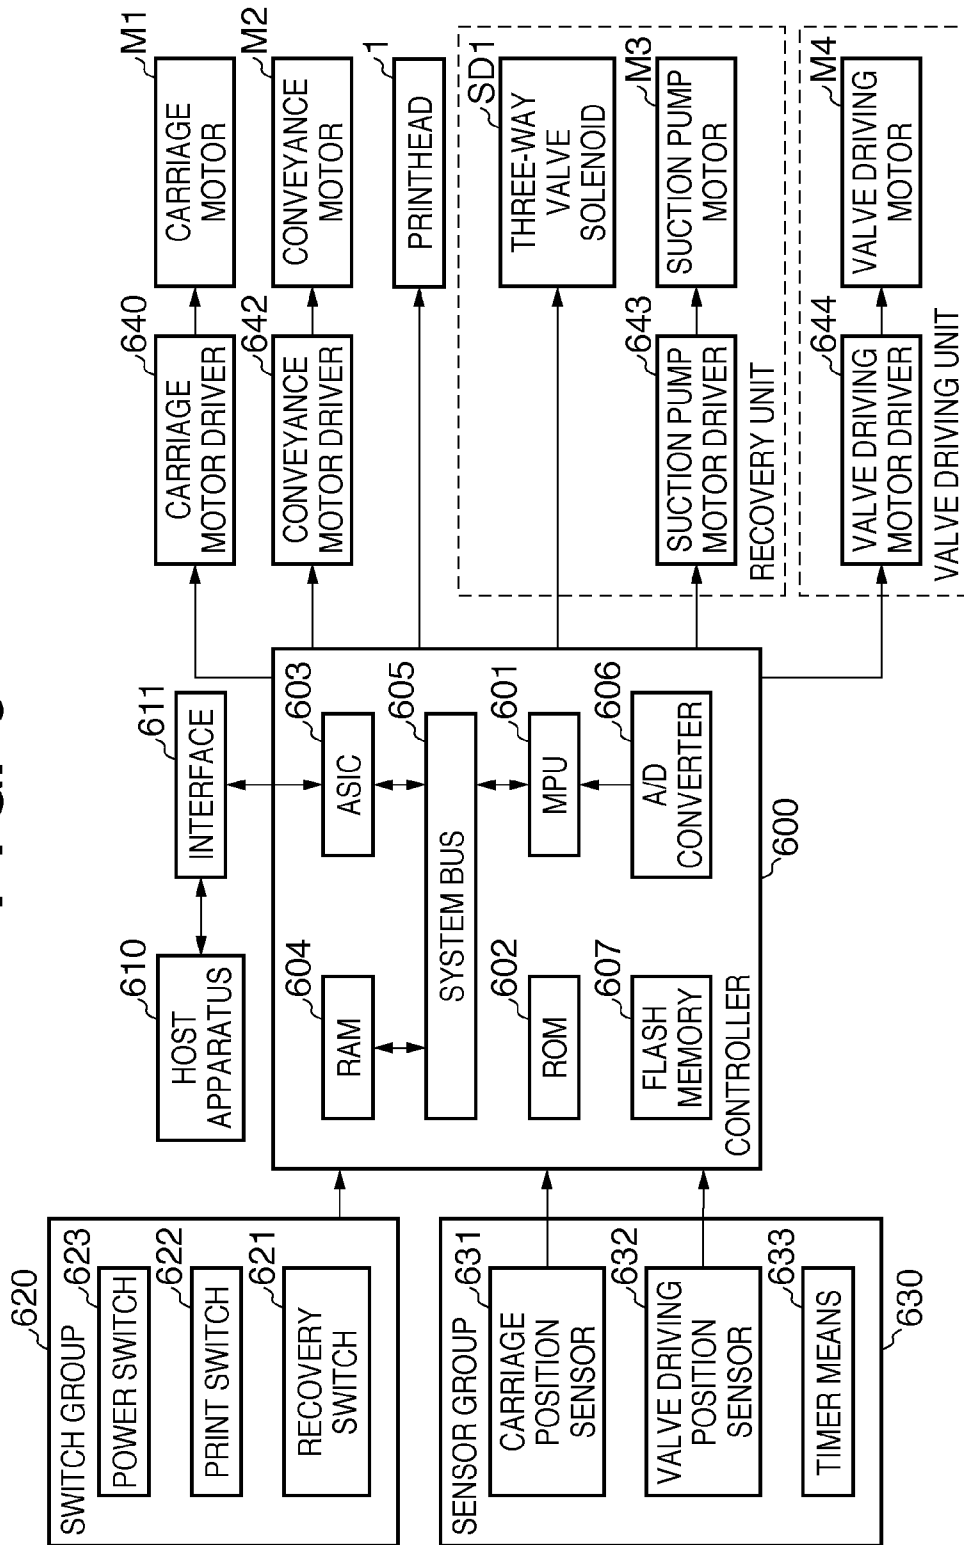 620
SWITCH GROUP
623
POWER SWITCH
622
PRINT SWITCH
621
RECOVERY
SWITCH
SENSOR GROUP
631
CARRIAGE
POSITION
SENSOR
632
VALVE DRIVING
POSITION
SENSOR
633
TIMER MEANS
630
610
HOST
APPARATUS
611
INTERFACE
604
RAM
603
ASIC
605
SYSTEM BUS
602
ROM
601
MPU
607
FLASH
MEMORY
606
A/D
CONVERTER
CONTROLLER
600
640
CARRIAGE
MOTOR DRIVER
M1
CARRIAGE
MOTOR
642
CONVEYANCE
MOTOR DRIVER
M2
CONVEYANCE
MOTOR
1
PRINTHEAD
SD1
THREE-WAY
VALVE
SOLENOID
643
SUCTION PUMP
MOTOR DRIVER
M3
SUCTION PUMP
MOTOR
RECOVERY UNIT
644
VALVE DRIVING
MOTOR DRIVER
M4
VALVE DRIVING
MOTOR
VALVE DRIVING UNIT